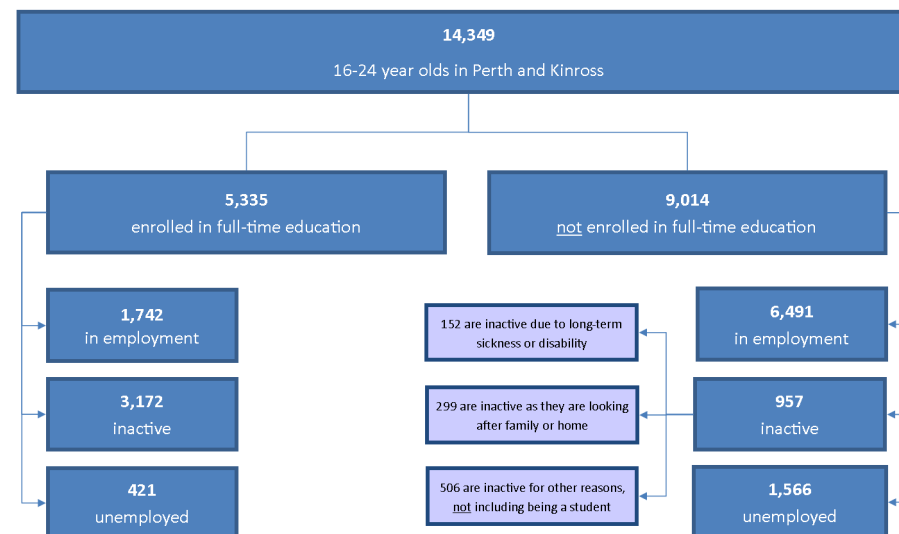 14,349
16-24 year olds in Perth and Kinross
5,335
enrolled in full-time education
9,014
not enrolled in full-time education
1,742
in employment
3,172
inactive
421
unemployed
152 are inactive due to long-term
sickness or disability
299 are inactive as they are looking
after family or home
506 are inactive for other reasons,
not including being a student
6,491
in employment
957
inactive
1,566
unemployed